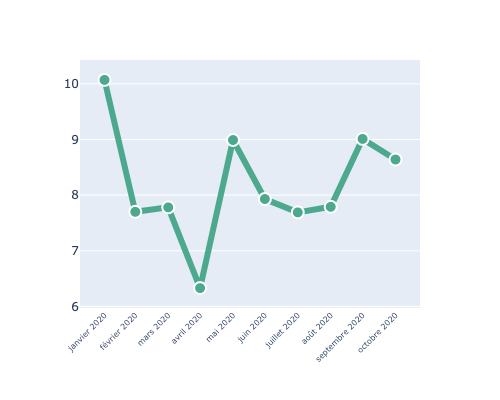 10
9
8
7
6
janvier 2020
février 2020
mars 2020
avril 2020
mai 2020
juin 2020
juillet 2020
août 2020
septembre 2020
octobre 2020